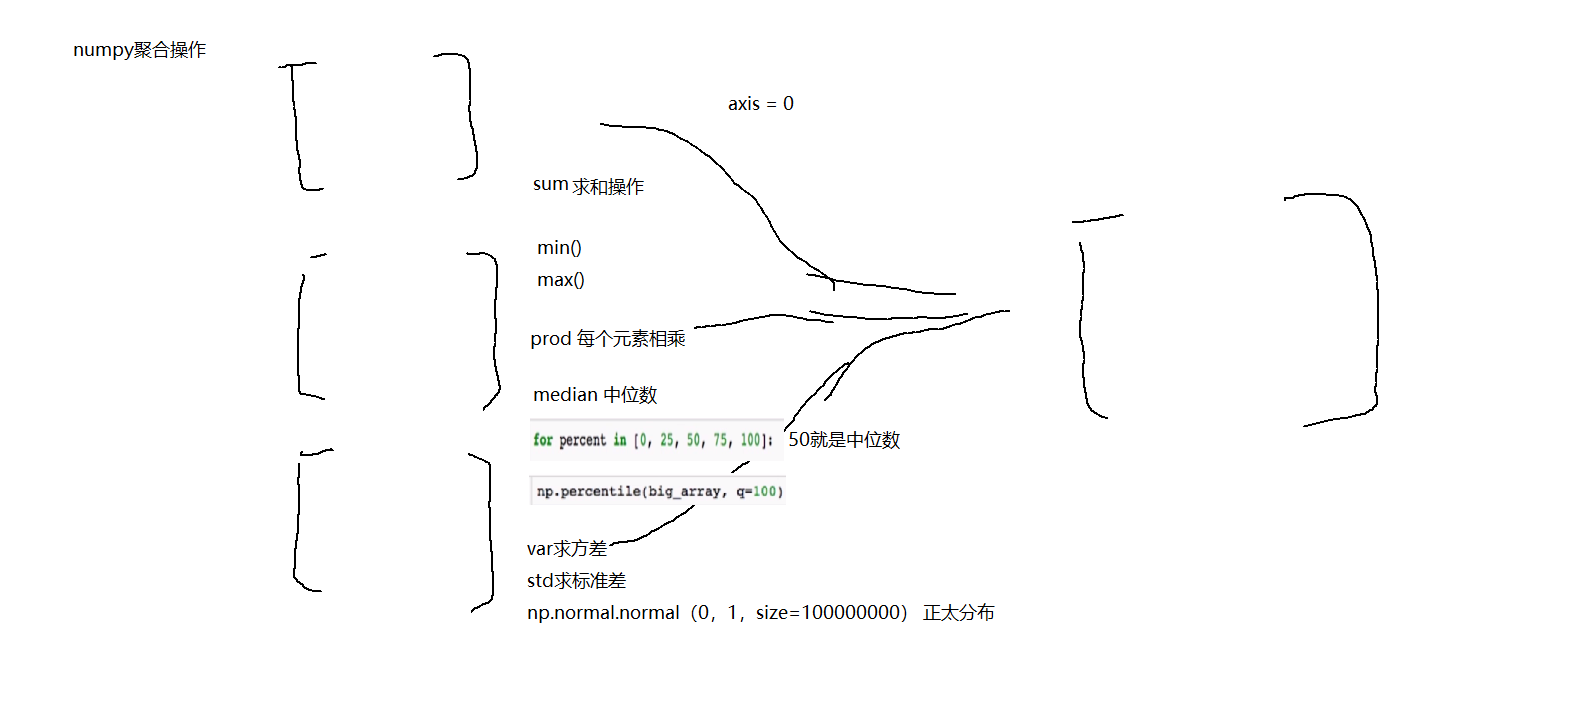 numpy聚合操作
axis = 0
sum 求和操作
min()
max()
prod 每个元素相乘
median 中位数
for percent in [0, 25, 50, 75, 100]: 50就是中位数
np.percentile(big_array, q=100)
var求方差
std求标准差
np.normal.normal（0，1，size=100000000） 正太分布